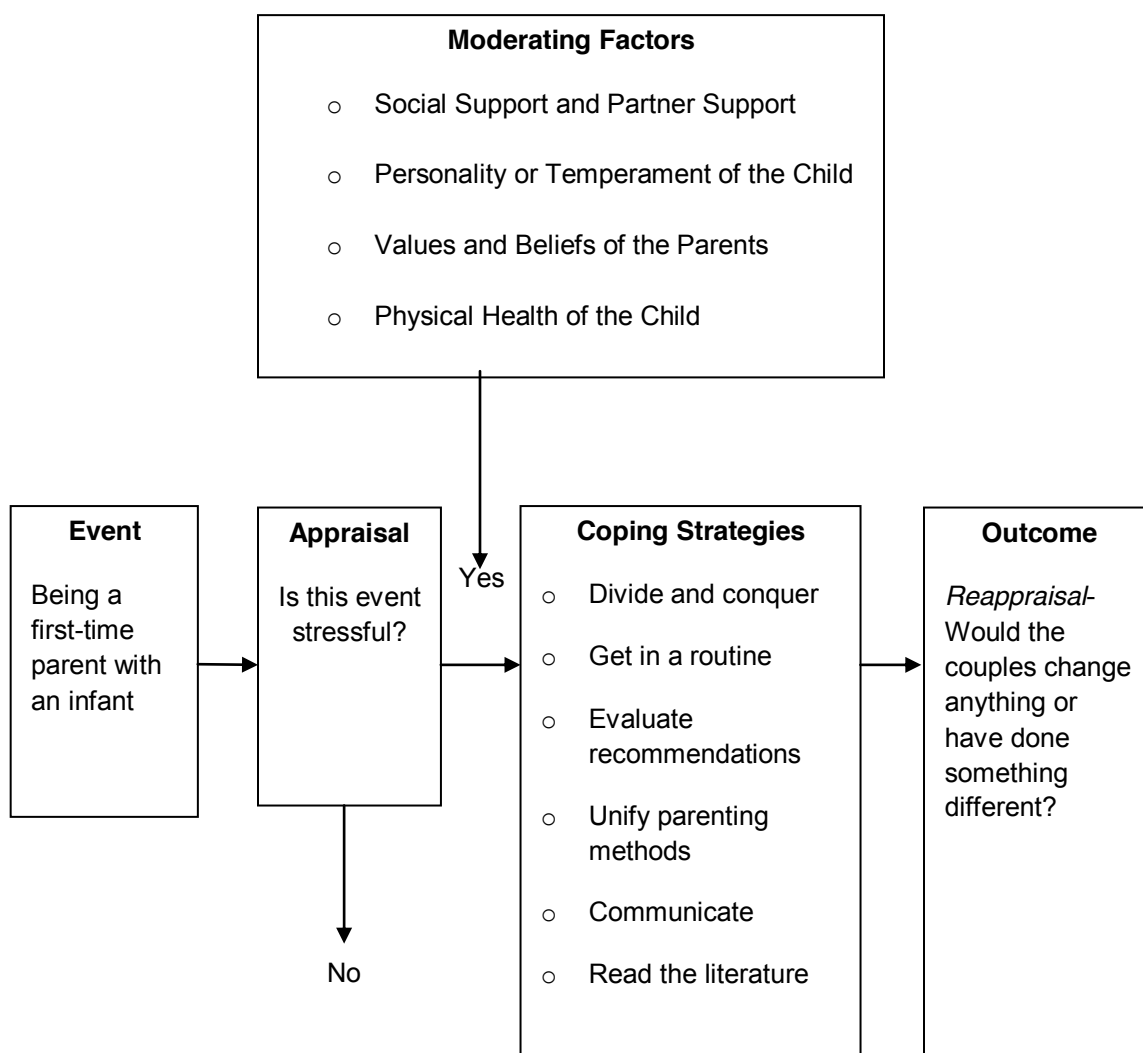 Moderating Factors
o Social Support and Partner Support
o Personality or Temperament of the Child
o Values and Beliefs of the Parents
o Physical Health of the Child
Event
Being a
first-time
parent with
an infant
Appraisal
Is this event
stressful?
Yes
No
Coping Strategies
o Divide and conquer
o Get in a routine
o Evaluate
recommendations
o Unify parenting
methods
o Communicate
o Read the literature
Outcome
Reappraisal-
Would the
couples change
anything or
have done
something
different?